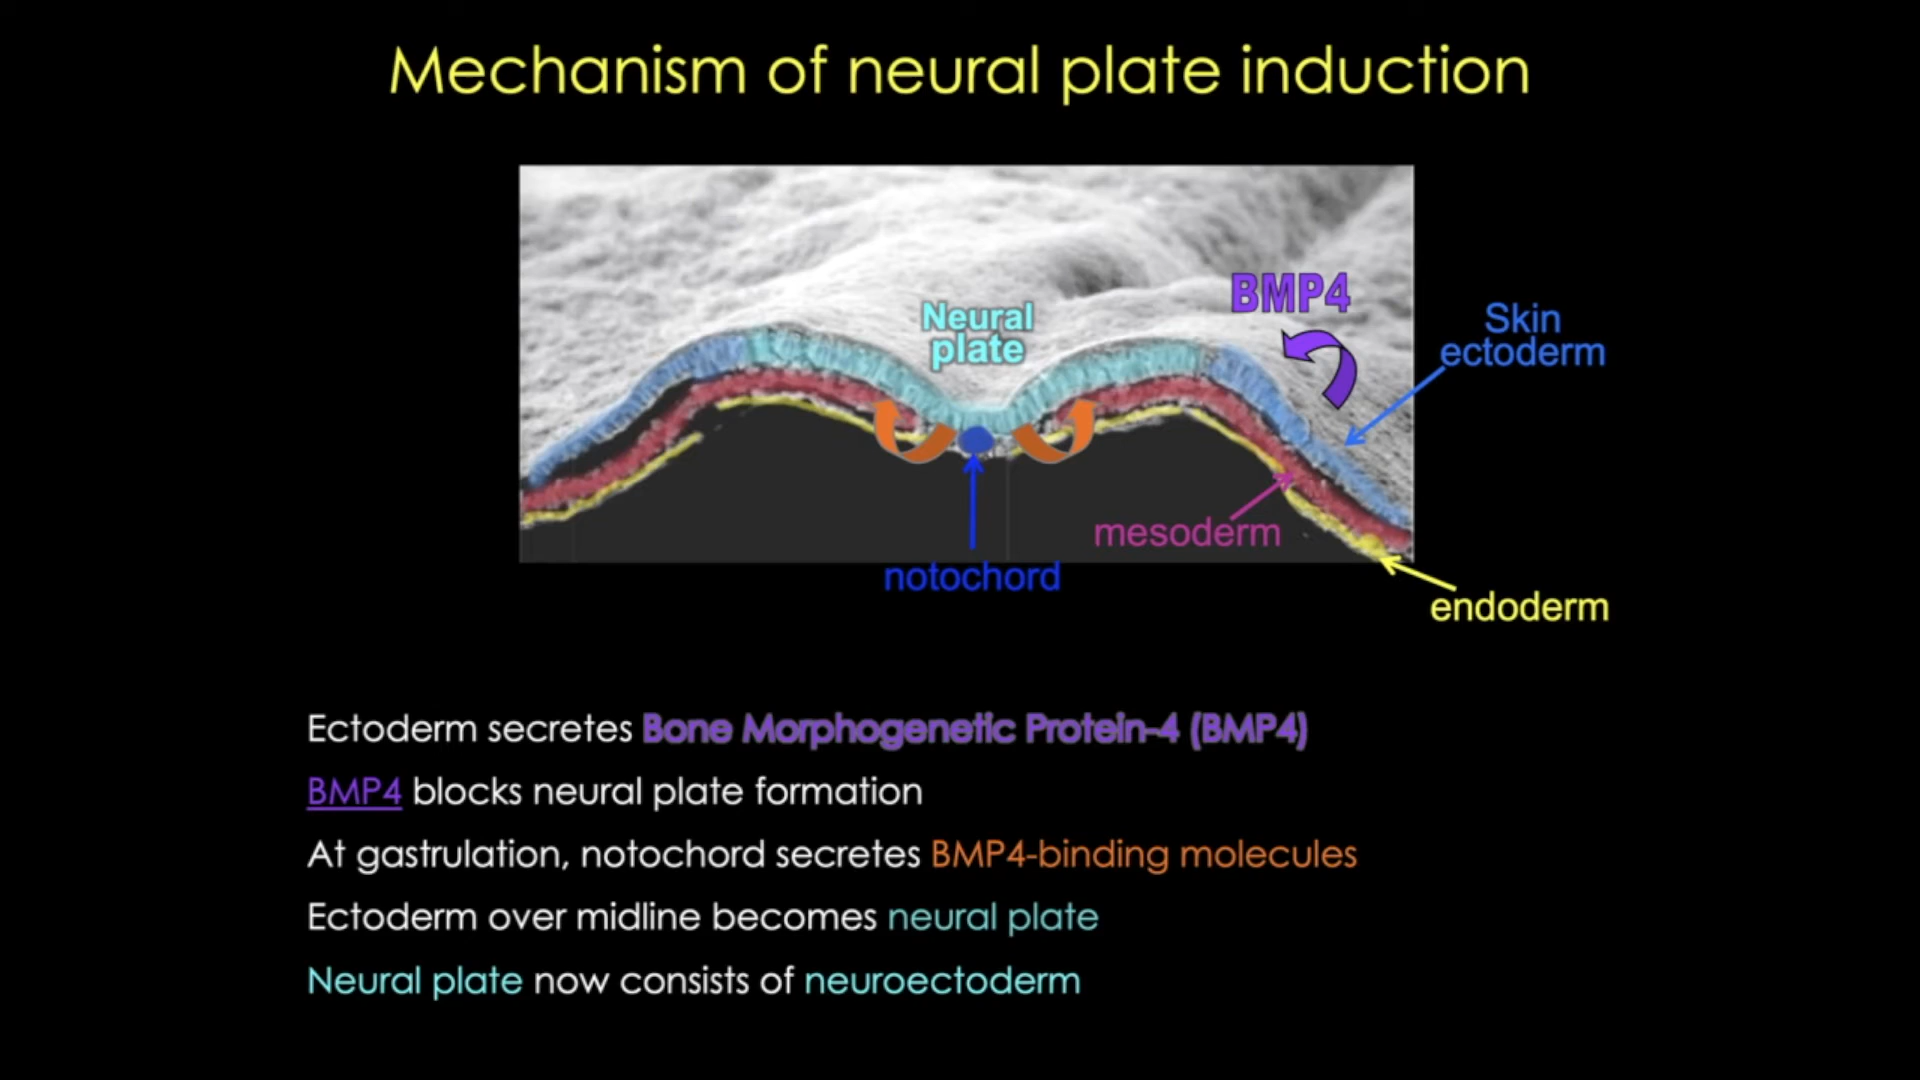 Mechanism of neural plate induction
Neural
plate
BMP4
Skin
ectoderm
mesoderm
notochord
endoderm
Ectoderm secretes Bone Morphogenetic Protein-4 (BMP4)
BMP4 blocks neural plate formation
At gastrulation, notochord secretes BMP4-binding molecules
Ectoderm over midline becomes neural plate
Neural plate now consists of neuroectoderm